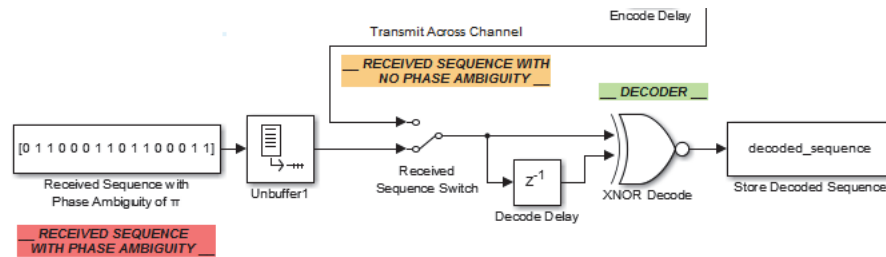 Encode Delay
Transmit Across Channel
__ RECEIVED SEQUENCE WITH
NO PHASE AMBIGUITY __
__ DECODER __
[0 1 1 0 0 0 1 1 0 1 1 0 0 0 1 1]
decoded_sequence
Received Sequence with
Phase Ambiguity of π
Unbuffer1
Received
Sequence Switch
Z-1
Decode Delay
XNOR Decode
Store Decoded Sequence
__ RECEIVED SEQUENCE
WITH PHASE AMBIGUITY __